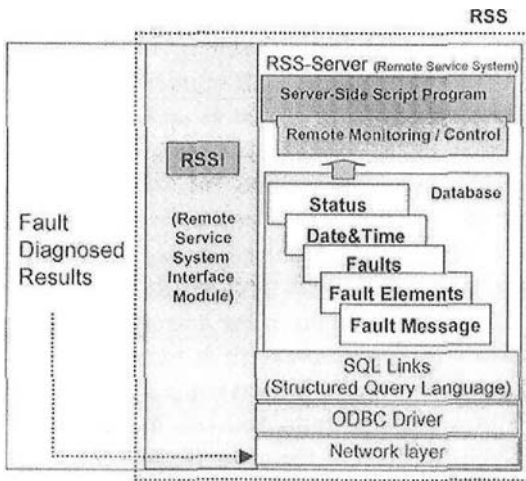 RSS
RSS-Server (Remote Service System)
Server-Side Script Program
Remote Monitoring / Control
RSSI
(Remote
Service
System
Interface
Module)
Database
Status
Date&Time
Faults
Fault Elements
Fault Message
Fault
Diagnosed
Results
SQL Links
(Structured Query Language)
ODBC Driver
Network layer